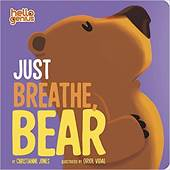 hello
genius
JUST
BREATHE,
BEAR
BY CHRISTIANNE JONES ILLUSTRATED BY ORIOL VIDAL